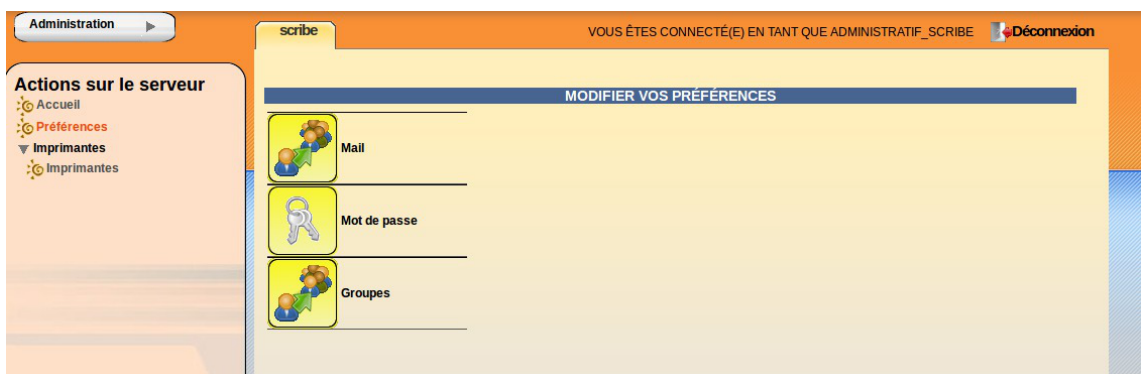 Administration
scribe
VOUS ÊTES CONNECTÉ(E) EN TANT QUE ADMINISTRATIF_SCRIBE
Déconnexion
Actions sur le serveur
Accueil
Préférences
Imprimantes
Imprimantes
MODIFIER VOS PRÉFÉRENCES
Mail
Mot de passe
Groupes